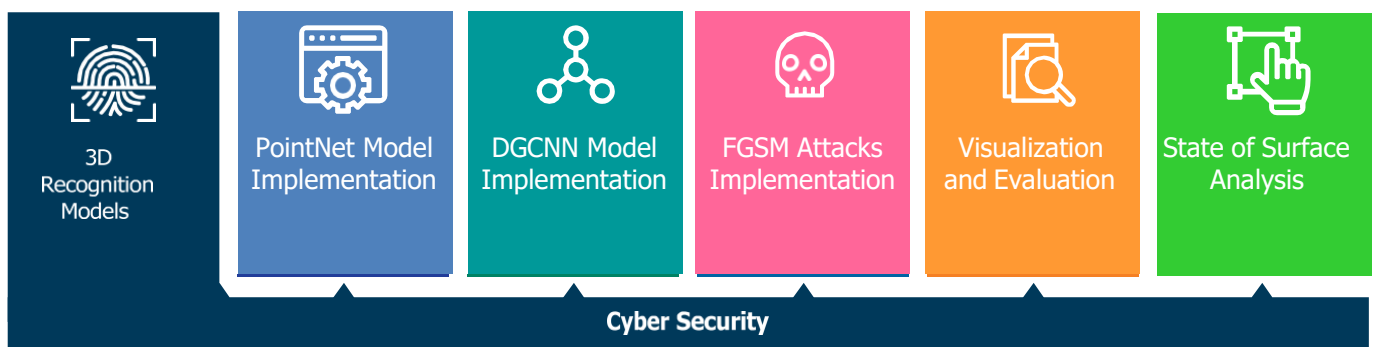 3D
Recognition
Models
PointNet Model
Implementation
DGCNN Model
Implementation
FGSM Attacks
Implementation
Visualization
and Evaluation
State of Surface
Analysis
Cyber Security